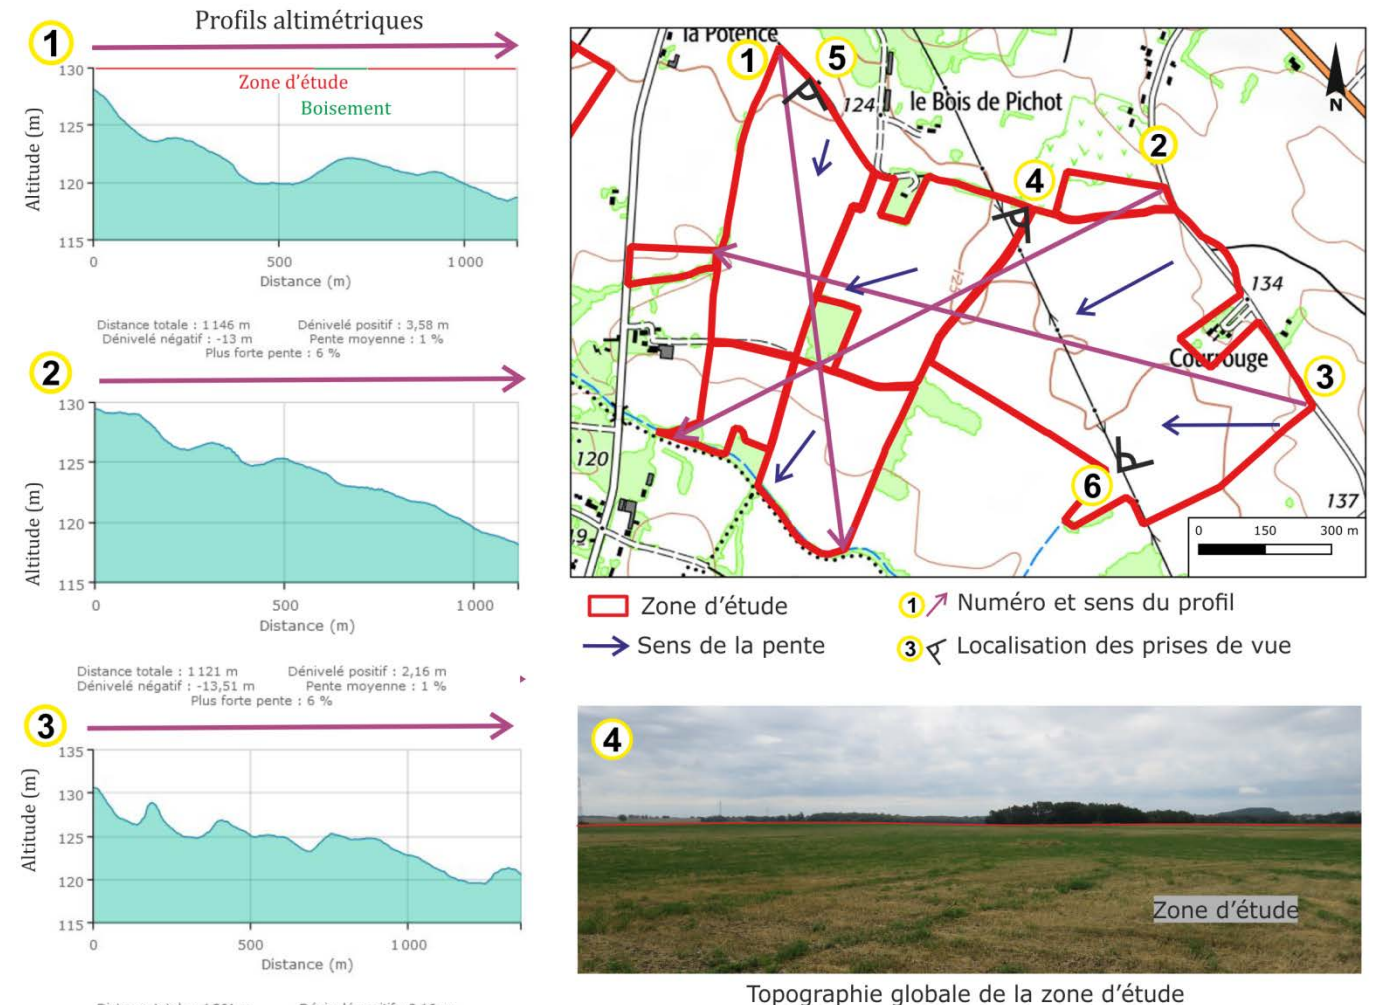 Profils altimétriques
1
130
125
120
115
Altitude (m)
Zone d'étude
Boisement
0 500 1000
Distance (m)
Distance totale : 1 146 m Dénivelé positif : 3,58 m
Dénivelé négatif : -13 m Pente moyenne : 1 %
Plus forte pente : 6 %
2
130
125
120
115
Altitude (m)
0 500 1 000
Distance (m)
Distance totale : 1 121 m Dénivelé positif : 2,16 m
Dénivelé négatif : -13,51 m Pente moyenne : 1 %
Plus forte pente : 6 %
3
135
130
125
120
115
Altitude (m)
0 500 1000
Distance (m)
la Potence
1 5
124
le Bois de Pichot
N
2
4
125
134
Courrouge
3
120
6
137
19
0 150 300 m
Zone d'étude
1 Numéro et sens du profil
Sens de la pente
3 Localisation des prises de vue
4
Zone d'étude
Topographie globale de la zone d'étude